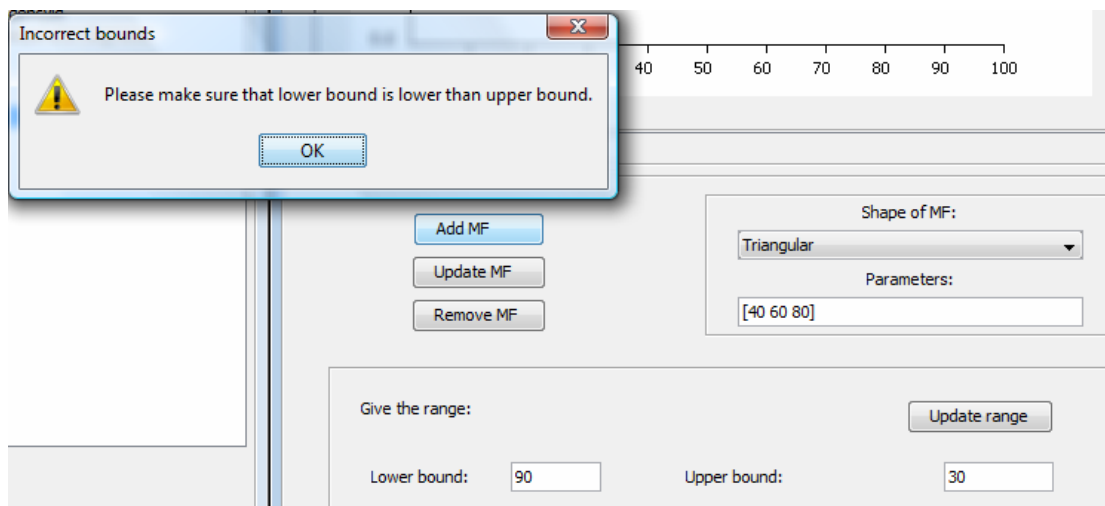 Incorrect bounds
Please make sure that lower bound is lower than upper bound.
OK
40 50 60 70 80 90 100
Add MF
Update MF
Remove MF
Shape of MF:
Triangular
Parameters:
[40 60 80]
Give the range:
Update range
Lower bound: 90 Upper bound: 30